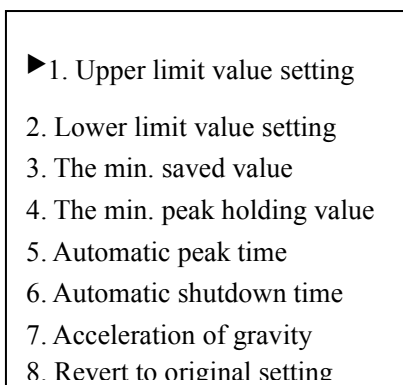 ▶1. Upper limit value setting
2. Lower limit value setting
3. The min. saved value
4. The min. peak holding value
5. Automatic peak time
6. Automatic shutdown time
7. Acceleration of gravity
8. Revert to original setting